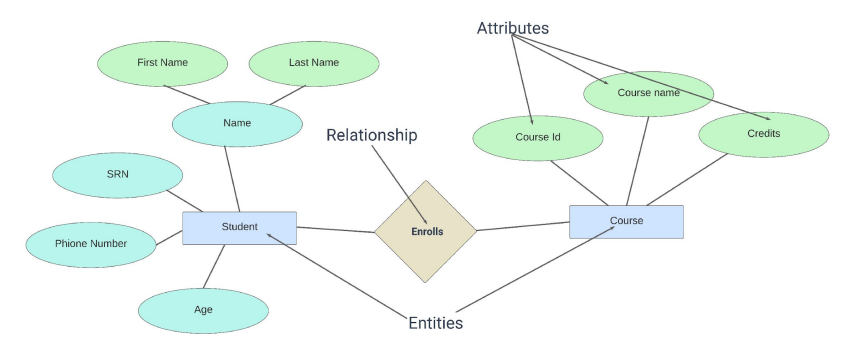 Attributes
First Name
Last Name
Course name
Name
Relationship
Course Id
Credits
SRN
Student
Enrolls
Course
Phione Number
Age
Entities